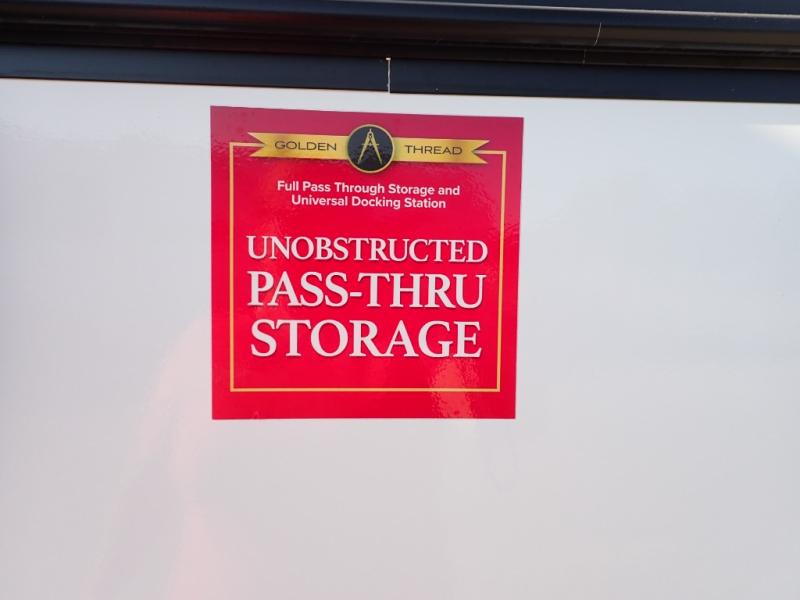 GOLDEN THREAD
Full Pass Through Storage and
Universal Docking Station
UNOBSTRUCTED
PASS-THRU
STORAGE